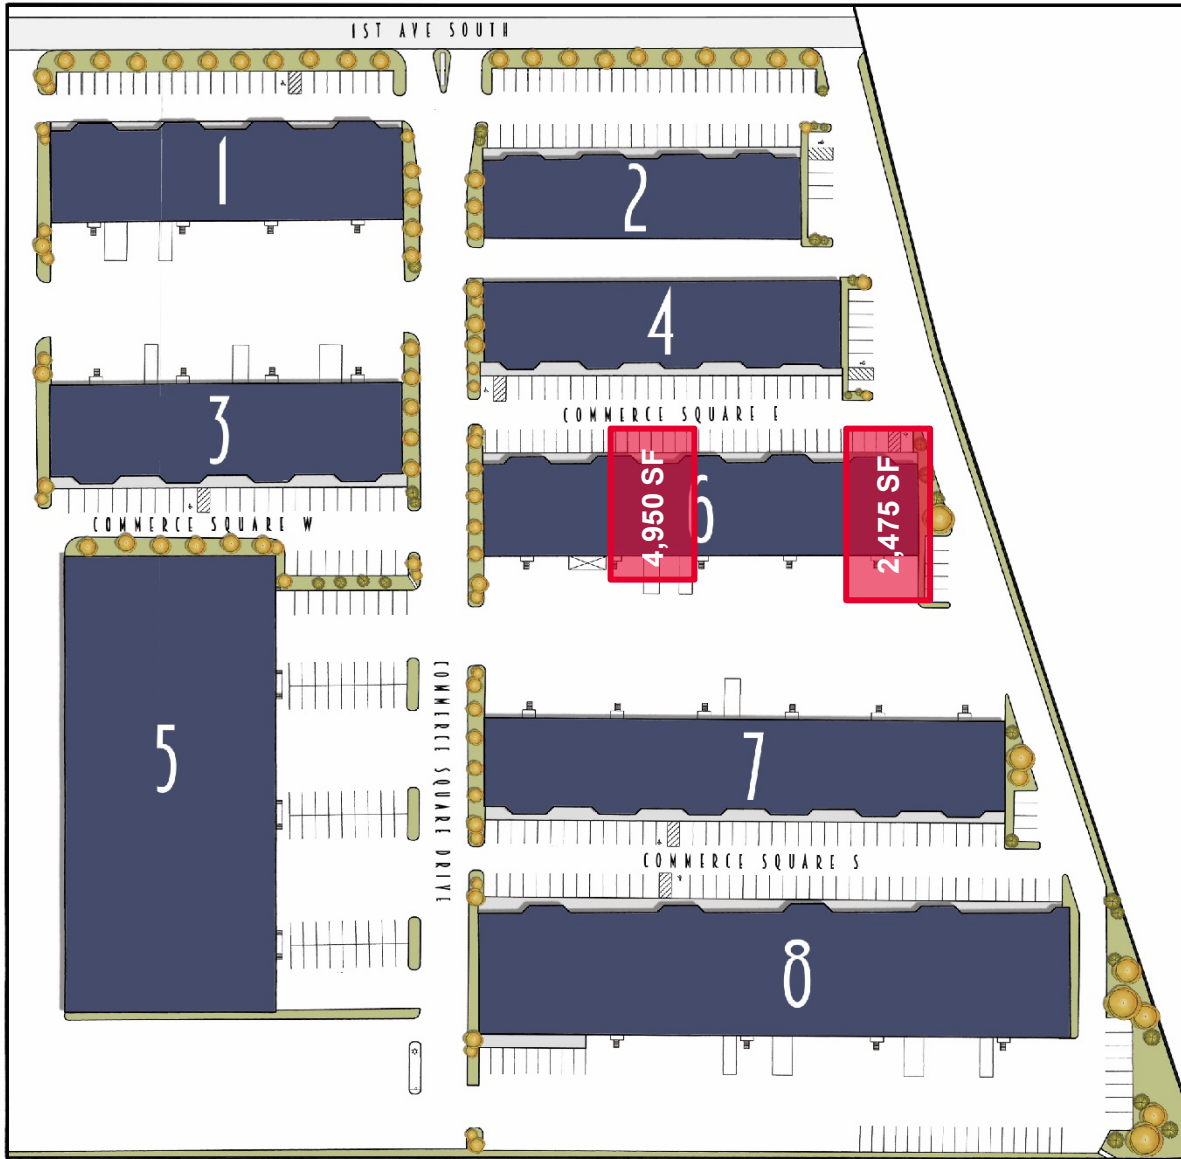 1ST AVE SOUTH
1
2
4
3
COMMERCE SQUARE E
4,950 SF
6
2,475 SF
COMMERCE SQUARE W
5
COMMERCE SQUARE DRIVE
7
COMMERCE SQUARE S
8